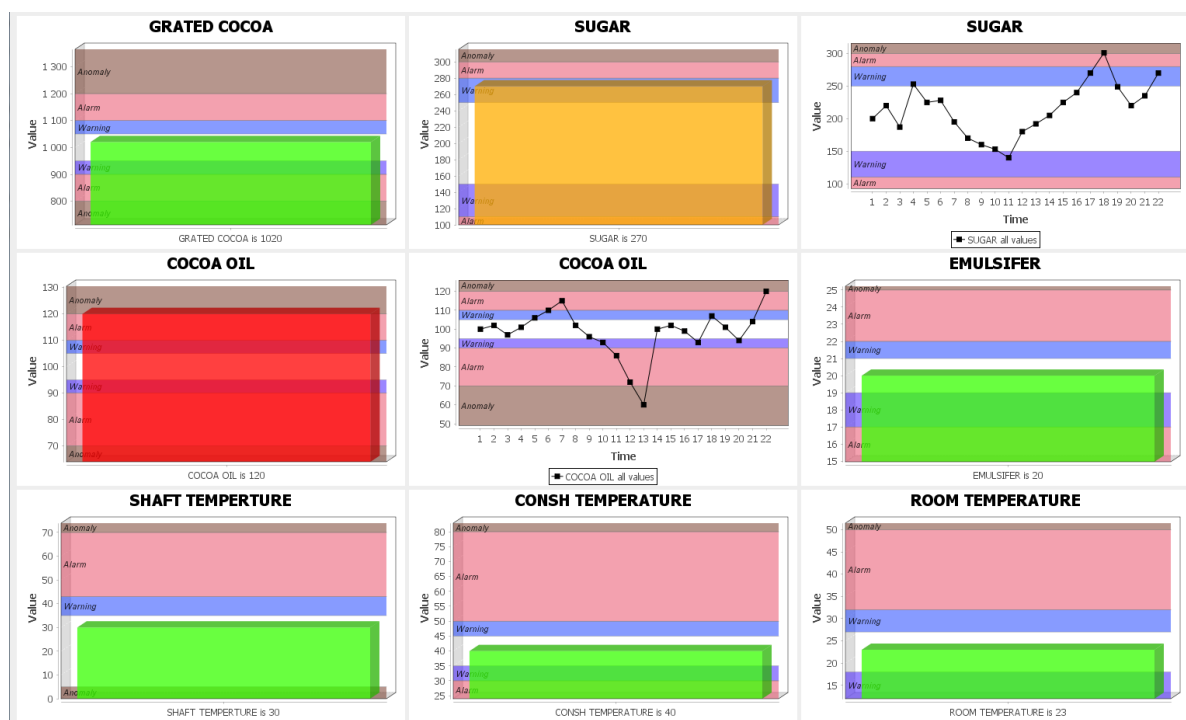 GRATED COCOA
Value
1 300
1 200
1 100
1 000
900
800
Anomaly
Alarm
Warning
Warning
Alarm
Anomaly
GRATED COCOA is 1020
SUGAR
Value
300
280
260
240
220
200
180
160
140
120
100
Anomaly
Alarm
Warning
Warning
Alarm
SUGAR is 270
SUGAR
Value
300
250
200
150
100
Anomaly
Alarm
Warning
Warning
Alarm
1 2 3 4 5 6 7 8 9 10 11 12 13 14 15 16 17 18 19 20 21 22
Time
SUGAR all values
COCOA OIL
Value
130
120
110
100
90
80
70
Anomaly
Alarm
Warning
Warning
Alarm
Anomaly
COCOA OIL is 120
COCOA OIL
Value
120
110
100
90
80
70
60
50
Anomaly
Alarm
Warning
Warning
Alarm
Anomaly
1 2 3 4 5 6 7 8 9 10 11 12 13 14 15 16 17 18 19 20 21 22
Time
COCOA OIL all values
EMULSIFER
Value
25
24
23
22
21
20
19
18
17
16
15
Anomaly
Alarm
Warning
Warning
Alarm
EMULSIFER is 20
SHAFT TEMPERTURE
Value
70
60
50
40
30
20
10
0
Anomaly
Alarm
Warning
Anomaly
SHAFT TEMPERTURE is 30
CONSH TEMPERATURE
Value
80
75
70
65
60
55
50
45
40
35
30
25
Anomaly
Alarm
Warning
Warning
Alarm
CONSH TEMPERATURE is 40
ROOM TEMPERATURE
Value
50
45
40
35
30
25
20
15
Anomaly
Alarm
Warning
Warning
ROOM TEMPERATURE is 23